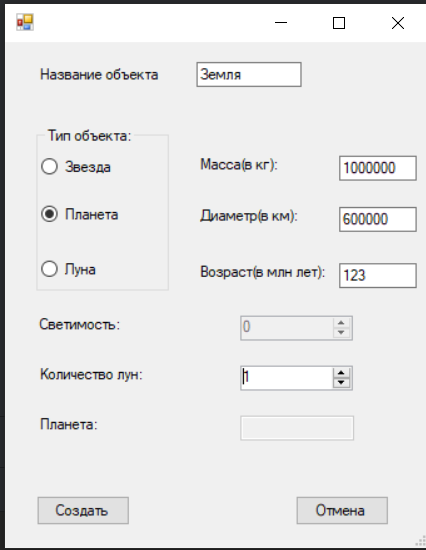 Название объекта Земля
Тип объекта:
Звезда Масса(в кг): 1000000
Планета Диаметр(в км): 600000
Луна Возраст(в млн лет): 123
Светимость: 0
Количество лун: 1
Планета:
Создать Отмена